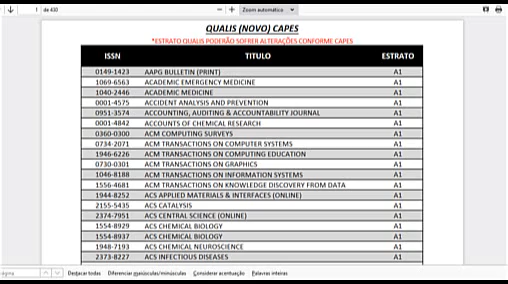 1 de 430 Zoom automático
QUALIS (NOVO) CAPES
*ESTRATO QUALIS PODERÃO SOFRER ALTERAÇÕES CONFORME CAPES
ISSN TITULO ESTRATO
0149-1423 AAPG BULLETIN (PRINT) A1
1069-6563 ACADEMIC EMERGENCY MEDICINE A1
1040-2446 ACADEMIC MEDICINE A1
0001-4575 ACCIDENT ANALYSIS AND PREVENTION A1
0951-3574 ACCOUNTING, AUDITING & ACCOUNTABILITY JOURNAL A1
0001-4842 ACCOUNTS OF CHEMICAL RESEARCH A1
0360-0300 ACM COMPUTING SURVEYS A1
0734-2071 ACM TRANSACTIONS ON COMPUTER SYSTEMS A1
1946-6226 ACM TRANSACTIONS ON COMPUTING EDUCATION A1
0730-0301 ACM TRANSACTIONS ON GRAPHICS A1
1046-8188 ACM TRANSACTIONS ON INFORMATION SYSTEMS A1
1556-4681 ACM TRANSACTIONS ON KNOWLEDGE DISCOVERY FROM DATA A1
1944-8252 ACS APPLIED MATERIALS & INTERFACES (ONLINE) A1
2155-5435 ACS CATALYSIS A1
2374-7951 ACS CENTRAL SCIENCE (ONLINE) A1
1554-8929 ACS CHEMICAL BIOLOGY A1
1554-8937 ACS CHEMICAL BIOLOGY A1
1948-7193 ACS CHEMICAL NEUROSCIENCE A1
2373-8227 ACS INFECTIOUS DISEASES A1
Destacar todas Diferenciar maiúsculas/minúsculas Considerar acentuação Palavras inteiras